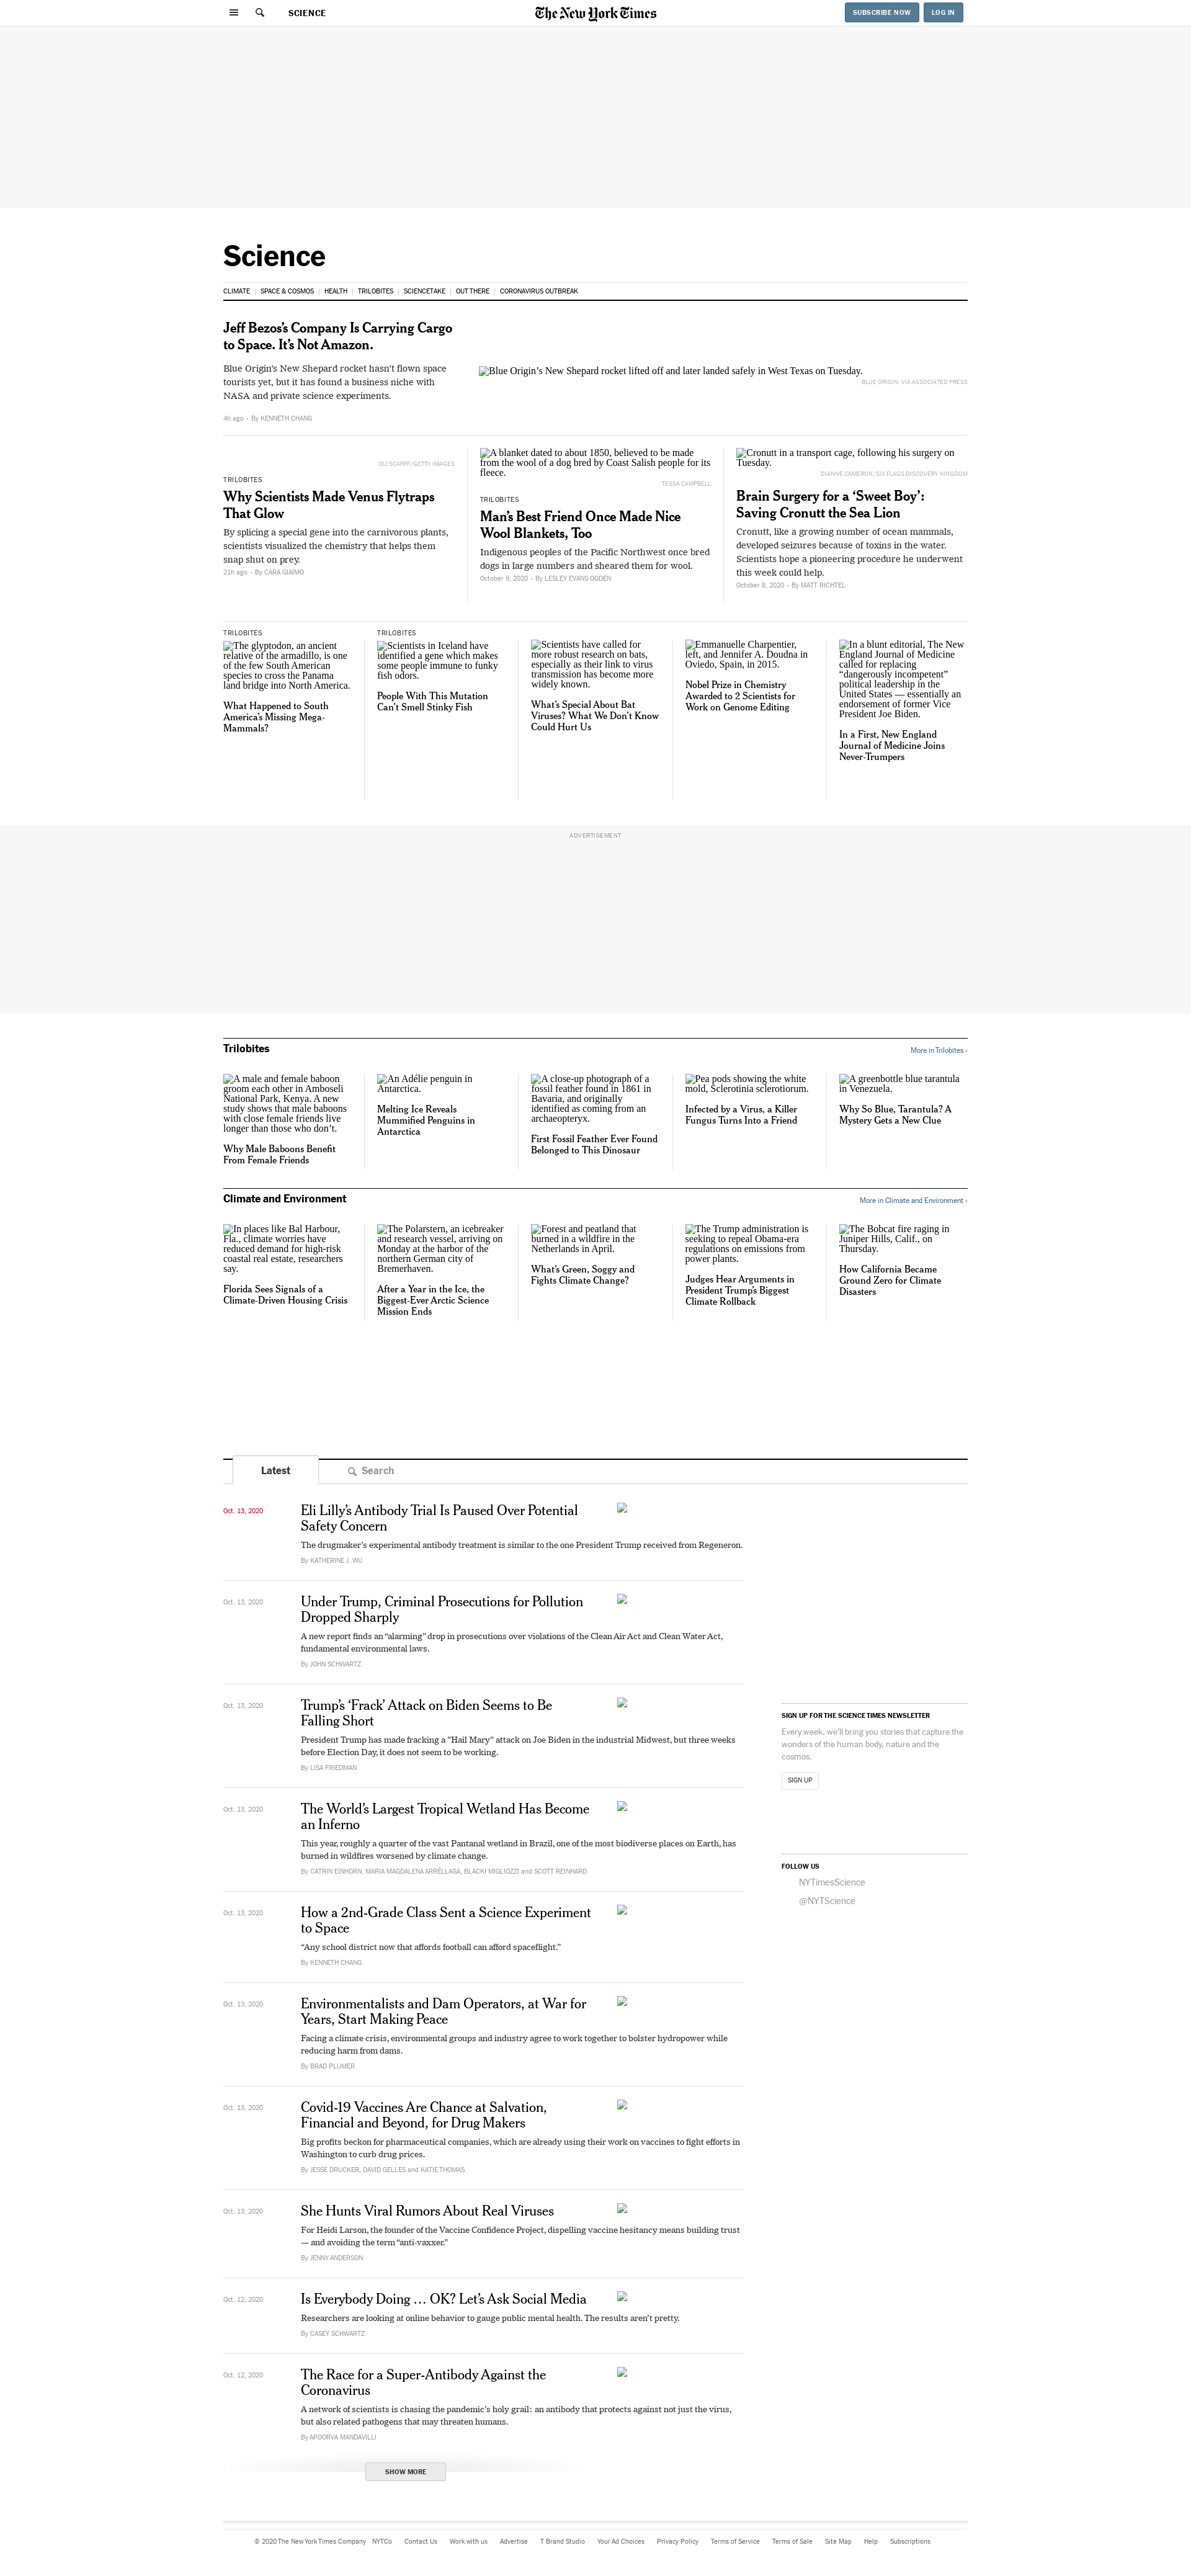 SCIENCE
The New York Times
SUBSCRIBE NOW
LOG IN
Science
CLIMATE
SPACE & COSMOS
HEALTH
TRILOBITES
SCIENCETAKE
OUT THERE
CORONAVIRUS OUTBREAK
Jeff Bezos’s Company Is Carrying Cargo
to Space. It’s Not Amazon.
Blue Origin’s New Shepard rocket hasn’t flown space
tourists yet, but it has found a business niche with
NASA and private science experiments.
4h ago • By KENNETH CHANG
Blue Origin’s New Shepard rocket lifted off and later landed safely in West Texas on Tuesday.
BLUE ORIGIN, VIA ASSOCIATED PRESS
OLI SCARFF/GETTY IMAGES
TRILOBITES
Why Scientists Made Venus Flytraps
That Glow
By splicing a special gene into the carnivorous plants,
scientists visualized the chemistry that helps them
snap shut on prey.
21h ago • By CARA GIAIMO
A blanket dated to about 1850, believed to be made
from the wool of a dog bred by Coast Salish people for its
fleece.
TESSA CAMPBELL
TRILOBITES
Man’s Best Friend Once Made Nice
Wool Blankets, Too
Indigenous peoples of the Pacific Northwest once bred
dogs in large numbers and sheared them for wool.
October 9, 2020 • By LESLEY EVANS OGDEN
Cronutt in a transport cage, following his surgery on
Tuesday.
DIANNE CAMERON/SIX FLAGS DISCOVERY KINGDOM
Brain Surgery for a ‘Sweet Boy’:
Saving Cronutt the Sea Lion
Cronutt, like a growing number of ocean mammals,
developed seizures because of toxins in the water.
Scientists hope a pioneering procedure he underwent
this week could help.
October 8, 2020 • By MATT RICHTEL
TRILOBITES
The glyptodon, an ancient
relative of the armadillo, is one
of the few South American
species to cross the Panama
land bridge into North America.
What Happened to South
America’s Missing Mega-
Mammals?
TRILOBITES
Scientists in Iceland have
identified a gene which makes
some people immune to funky
fish odors.
People With This Mutation
Can’t Smell Stinky Fish
Scientists have called for
more robust research on bats,
especially as their link to virus
transmission has become more
widely known.
What’s Special About Bat
Viruses? What We Don’t Know
Could Hurt Us
Emmanuelle Charpentier,
left, and Jennifer A. Doudna in
Oviedo, Spain, in 2015.
Nobel Prize in Chemistry
Awarded to 2 Scientists for
Work on Genome Editing
In a blunt editorial, The New
England Journal of Medicine
called for replacing
“dangerously incompetent”
political leadership in the
United States — essentially an
endorsement of former Vice
President Joe Biden.
In a First, New England
Journal of Medicine Joins
Never-Trumpers
ADVERTISEMENT
Trilobites
More in Trilobites ›
A male and female baboon
groom each other in Amboseli
National Park, Kenya. A new
study shows that male baboons
with close female friends live
longer than those who don’t.
Why Male Baboons Benefit
From Female Friends
An Adélie penguin in
Antarctica.
Melting Ice Reveals
Mummified Penguins in
Antarctica
A close-up photograph of a
fossil feather found in 1861 in
Bavaria, and originally
identified as coming from an
archaeopteryx.
First Fossil Feather Ever Found
Belonged to This Dinosaur
Pea pods showing the white
mold, Sclerotinia sclerotiorum.
Infected by a Virus, a Killer
Fungus Turns Into a Friend
A greenbottle blue tarantula
in Venezuela.
Why So Blue, Tarantula? A
Mystery Gets a New Clue
Climate and Environment
More in Climate and Environment ›
In places like Bal Harbour,
Fla., climate worries have
reduced demand for high-risk
coastal real estate, researchers
say.
Florida Sees Signals of a
Climate-Driven Housing Crisis
The Polarstern, an icebreaker
and research vessel, arriving on
Monday at the harbor of the
northern German city of
Bremerhaven.
After a Year in the Ice, the
Biggest-Ever Arctic Science
Mission Ends
Forest and peatland that
burned in a wildfire in the
Netherlands in April.
What’s Green, Soggy and
Fights Climate Change?
The Trump administration is
seeking to repeal Obama-era
regulations on emissions from
power plants.
Judges Hear Arguments in
President Trump’s Biggest
Climate Rollback
The Bobcat fire raging in
Juniper Hills, Calif., on
Thursday.
How California Became
Ground Zero for Climate
Disasters
Latest
Search
Oct. 13, 2020
Eli Lilly’s Antibody Trial Is Paused Over Potential
Safety Concern
The drugmaker’s experimental antibody treatment is similar to the one President Trump received from Regeneron.
By KATHERINE J. WU
Oct. 13, 2020
Under Trump, Criminal Prosecutions for Pollution
Dropped Sharply
A new report finds an “alarming” drop in prosecutions over violations of the Clean Air Act and Clean Water Act,
fundamental environmental laws.
By JOHN SCHWARTZ
Oct. 13, 2020
Trump’s ‘Frack’ Attack on Biden Seems to Be
Falling Short
President Trump has made fracking a “Hail Mary” attack on Joe Biden in the industrial Midwest, but three weeks
before Election Day, it does not seem to be working.
By LISA FRIEDMAN
Oct. 13, 2020
The World’s Largest Tropical Wetland Has Become
an Inferno
This year, roughly a quarter of the vast Pantanal wetland in Brazil, one of the most biodiverse places on Earth, has
burned in wildfires worsened by climate change.
By CATRIN EINHORN, MARIA MAGDALENA ARRÉLLAGA, BLACKI MIGLIOZZI and SCOTT REINHARD
Oct. 13, 2020
How a 2nd-Grade Class Sent a Science Experiment
to Space
“Any school district now that affords football can afford spaceflight.”
By KENNETH CHANG
Oct. 13, 2020
Environmentalists and Dam Operators, at War for
Years, Start Making Peace
Facing a climate crisis, environmental groups and industry agree to work together to bolster hydropower while
reducing harm from dams.
By BRAD PLUMER
Oct. 13, 2020
Covid-19 Vaccines Are Chance at Salvation,
Financial and Beyond, for Drug Makers
Big profits beckon for pharmaceutical companies, which are already using their work on vaccines to fight efforts in
Washington to curb drug prices.
By JESSE DRUCKER, DAVID GELLES and KATIE THOMAS
Oct. 13, 2020
She Hunts Viral Rumors About Real Viruses
For Heidi Larson, the founder of the Vaccine Confidence Project, dispelling vaccine hesitancy means building trust
— and avoiding the term “anti-vaxxer.”
By JENNY ANDERSON
Oct. 12, 2020
Is Everybody Doing … OK? Let’s Ask Social Media
Researchers are looking at online behavior to gauge public mental health. The results aren’t pretty.
By CASEY SCHWARTZ
Oct. 12, 2020
The Race for a Super-Antibody Against the
Coronavirus
A network of scientists is chasing the pandemic’s holy grail: an antibody that protects against not just the virus,
but also related pathogens that may threaten humans.
By APOORVA MANDAVILLI
SHOW MORE
SIGN UP FOR THE SCIENCE TIMES NEWSLETTER
Every week, we’ll bring you stories that capture the
wonders of the human body, nature and the
cosmos.
SIGN UP
FOLLOW US
NYTimesScience
@NYTScience
© 2020 The New York Times Company
NYTCo
Contact Us
Work with us
Advertise
T Brand Studio
Your Ad Choices
Privacy Policy
Terms of Service
Terms of Sale
Site Map
Help
Subscriptions